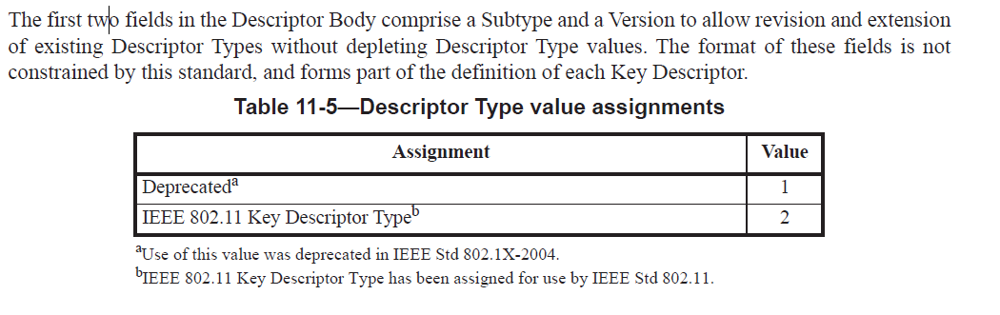 The first two fields in the Descriptor Body comprise a Subtype and a Version to allow revision and extension
of existing Descriptor Types without depleting Descriptor Type values. The format of these fields is not
constrained by this standard, and forms part of the definition of each Key Descriptor.
Table 11-5—Descriptor Type value assignments
Assignment Value
Deprecatedᵃ 1
IEEE 802.11 Key Descriptor Typeᵇ 2
ᵃUse of this value was deprecated in IEEE Std 802.1X-2004.
ᵇIEEE 802.11 Key Descriptor Type has been assigned for use by IEEE Std 802.11.